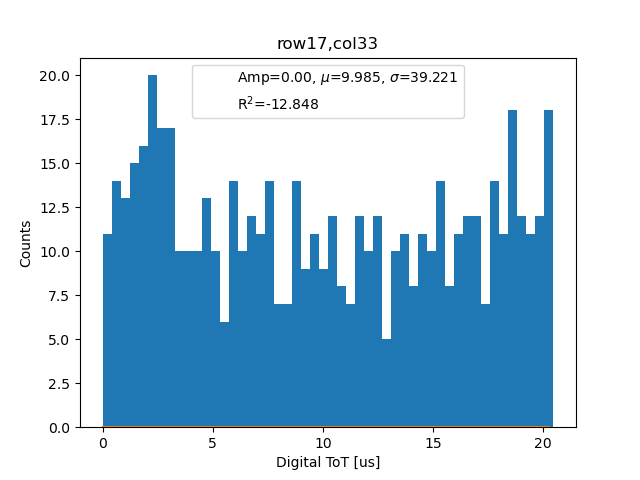 row17,col33
Amp=0.00, μ=9.985, σ=39.221
R²=-12.848
20.0
17.5
15.0
12.5
10.0
7.5
5.0
2.5
0.0
Counts
0 5 10 15 20
Digital ToT [us]